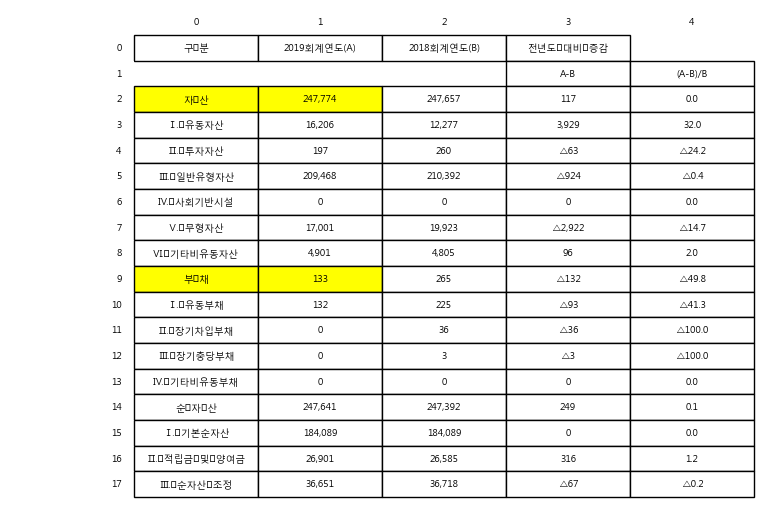 0 1 2 3 4
0 구 분 2019회계연도(A) 2018회계연도(B) 전년도 대비 증감
1 A-B (A-B)/B
2 자 산 247,774 247,657 117 0.0
3 Ⅰ. 유동자산 16,206 12,277 3,929 32.0
4 Ⅱ. 투자자산 197 260 △63 △24.2
5 Ⅲ. 일반유형자산 209,468 210,392 △924 △0.4
6 Ⅳ. 사회기반시설 0 0 0 0.0
7 Ⅴ. 무형자산 17,001 19,923 △2,922 △14.7
8 Ⅵ 기타비유동자산 4,901 4,805 96 2.0
9 부 채 133 265 △132 △49.8
10 Ⅰ. 유동부채 132 225 △93 △41.3
11 Ⅱ. 장기차입부채 0 36 △36 △100.0
12 Ⅲ. 장기충당부채 0 3 △3 △100.0
13 Ⅳ. 기타비유동부채 0 0 0 0.0
14 순 자 산 247,641 247,392 249 0.1
15 Ⅰ. 기본순자산 184,089 184,089 0 0.0
16 Ⅱ. 적립금 및 양여금 26,901 26,585 316 1.2
17 Ⅲ. 순자산 조정 36,651 36,718 △67 △0.2